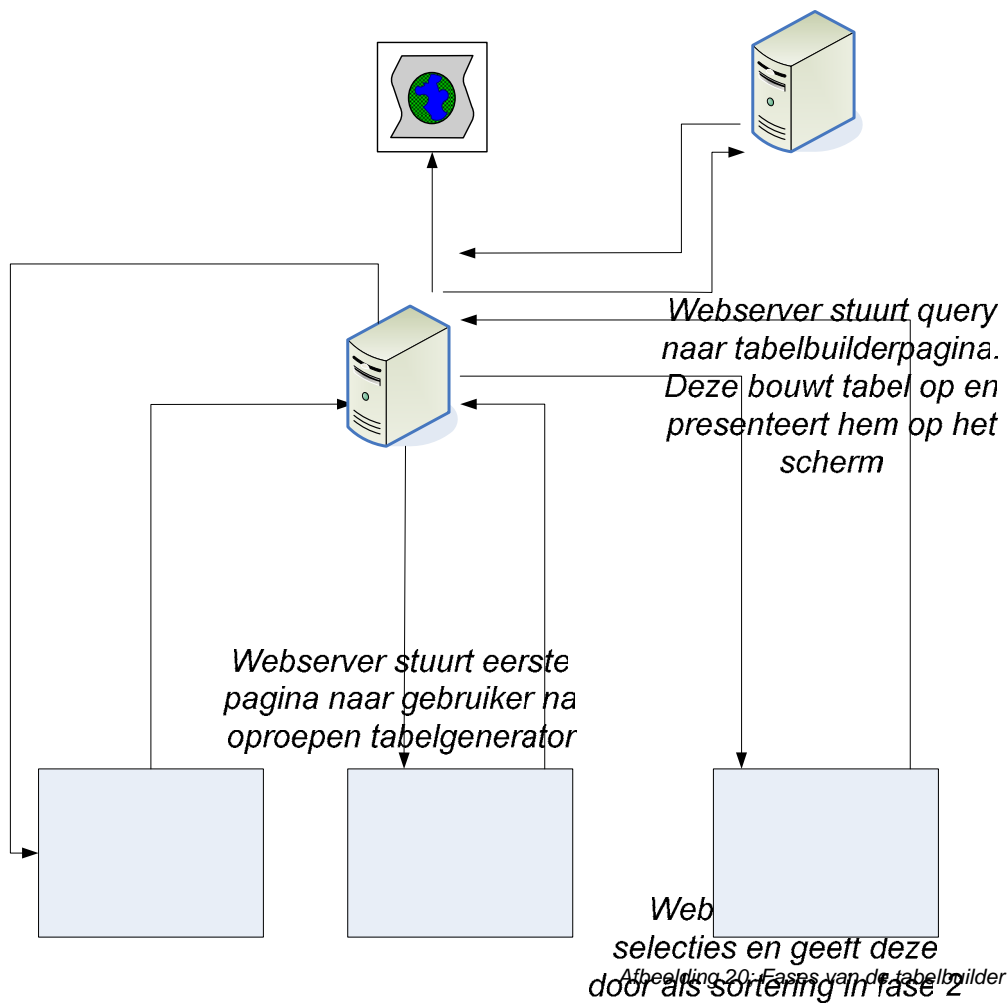 Webserver stuurt query
naar tabelbuilderpagina.
Deze bouwt tabel op en
presenteert hem op het
scherm
Webserver stuurt eerste
pagina naar gebruiker na
oproepen tabelgenerator
Web
selecties en geeft deze
door als sortering in fase 2
Afbeelding 20: Fases van de tabelbuilder